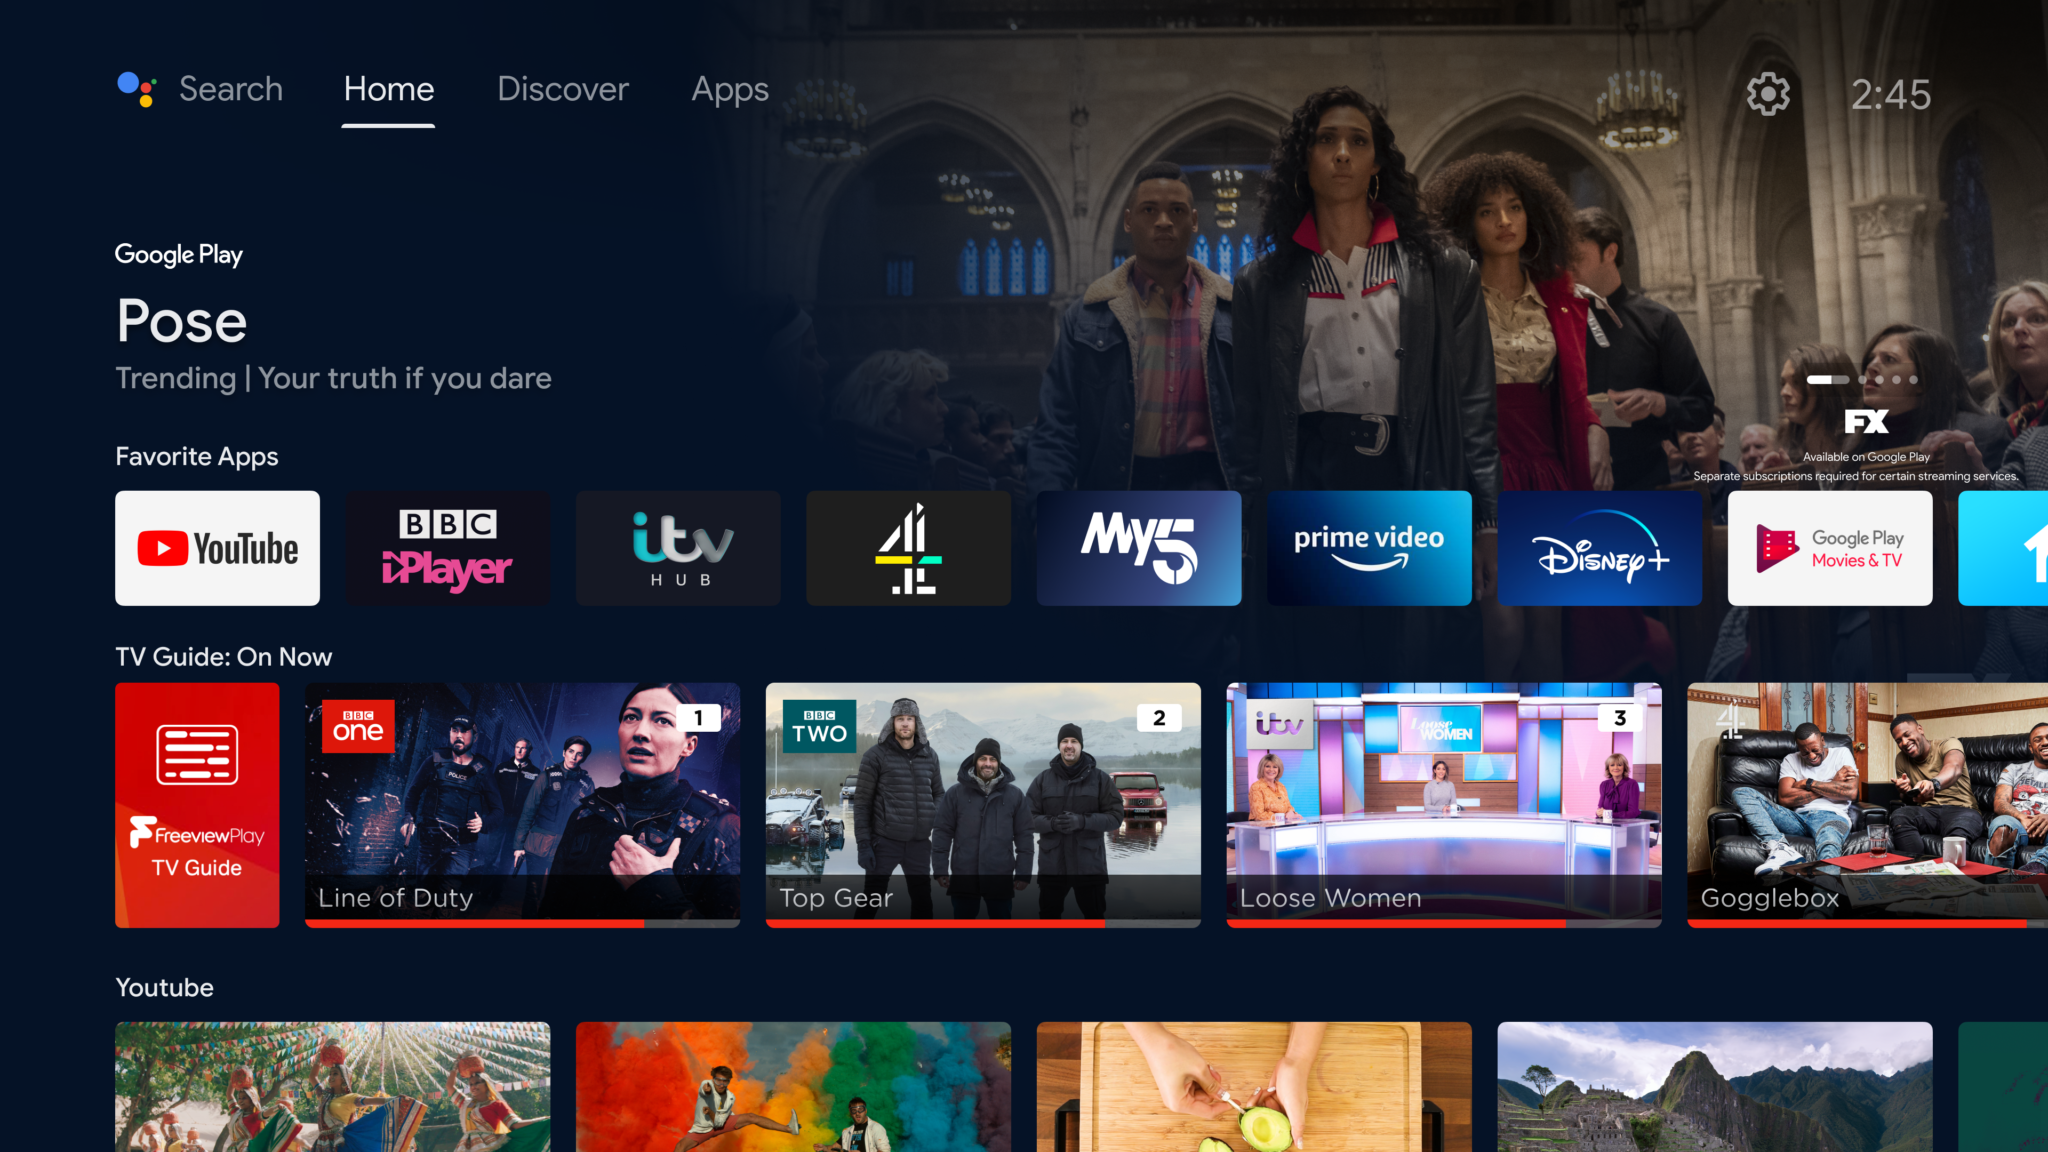 Search
Home
Discover
Apps
2:45
Google Play
Pose
Trending | Your truth if you dare
FX
Available on Google Play
Separate subscriptions required for certain streaming services.
Favorite Apps
YouTube
BBC
iPlayer
itv
HUB
4
My5
prime video
Disney+
Google Play
Movies & TV
TV Guide: On Now
FreeviewPlay
TV Guide
BBC
one
1
POLICE
Line of Duty
BBC
TWO
2
Top Gear
itv
Loose
WOMEN
3
Loose Women
4
Gogglebox
Youtube